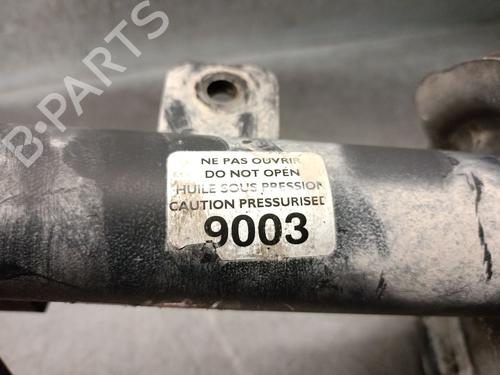 B-PARTS
NE PAS OUVRIR
DO NOT OPEN
HUILE SOUS PRESSION
CAUTION PRESSURISED
9003